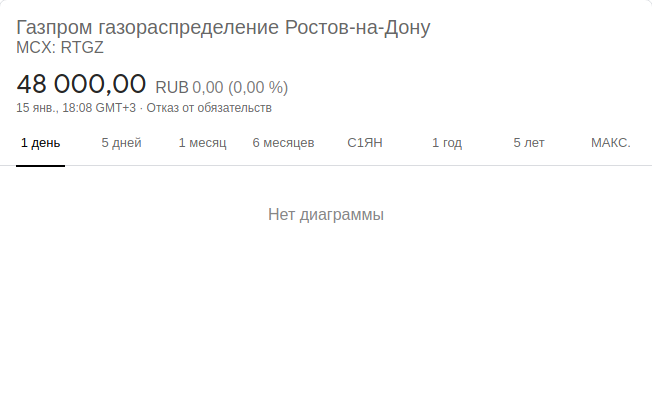 Газпром газораспределение Ростов-на-Дону
MCX: RTGZ
48 000,00 RUB 0,00 (0,00 %)
15 янв., 18:08 GMT+3 · Отказ от обязательств
1 день 5 дней 1 месяц 6 месяцев С1ЯН 1 год 5 лет МАКС.
Нет диаграммы